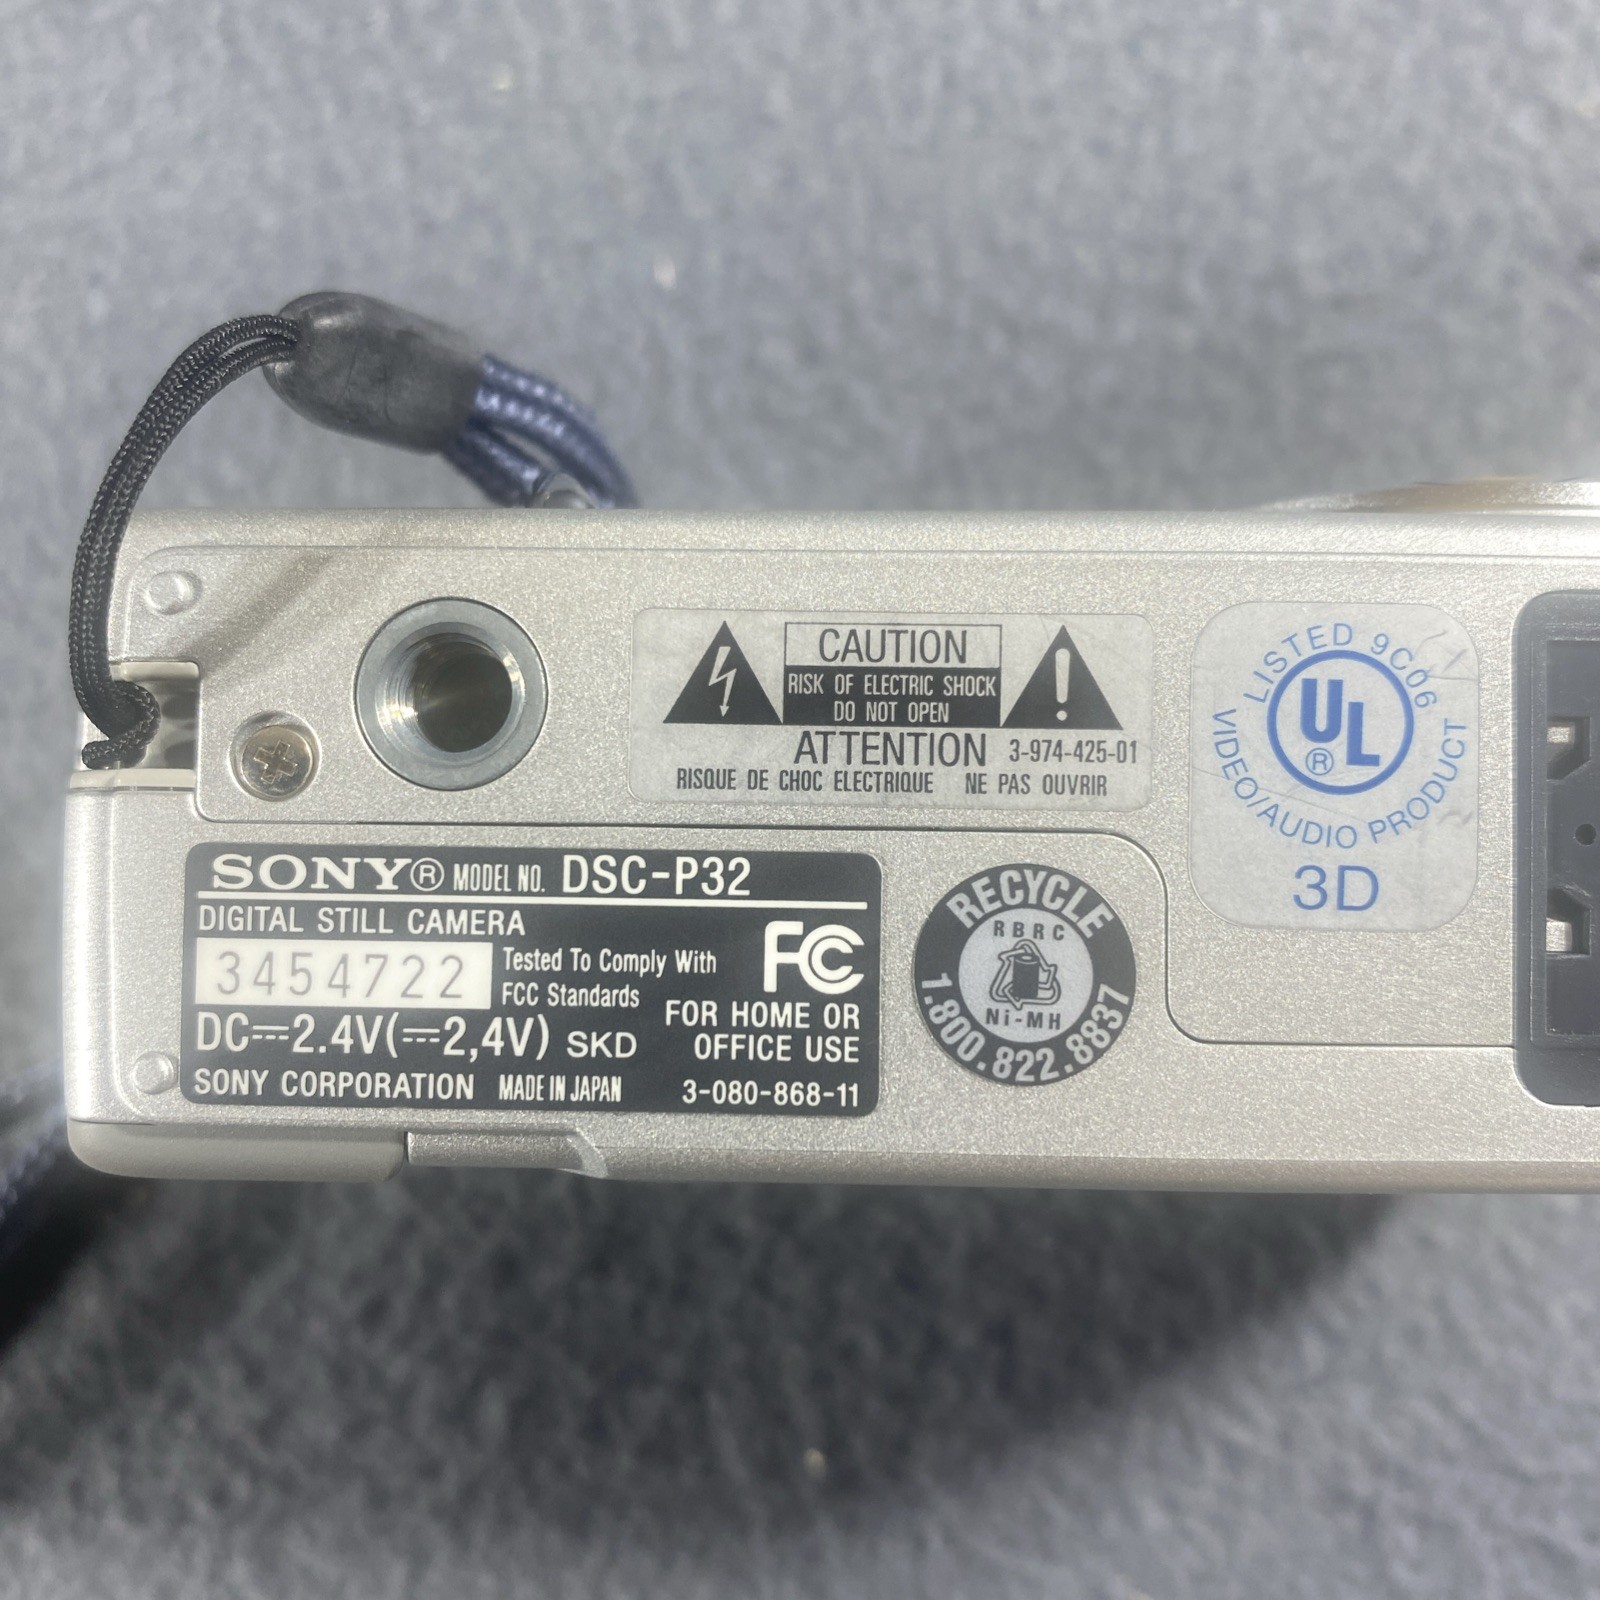 CAUTION
RISK OF ELECTRIC SHOCK
DO NOT OPEN
ATTENTION 3-974-425-01
RISQUE DE CHOC ELECTRIQUE NE PAS OUVRIR
LISTED 9C06
UL®
VIDEO/AUDIO PRODUCT
3D
SONY® MODEL NO. DSC-P32
DIGITAL STILL CAMERA
3454722
Tested To Comply With
FCC Standards
FC
FOR HOME OR
OFFICE USE
DC⎓2.4V(⎓2,4V) SKD
SONY CORPORATION MADE IN JAPAN 3-080-868-11
RECYCLE
RBRC
Ni-MH
1.800.822.8837